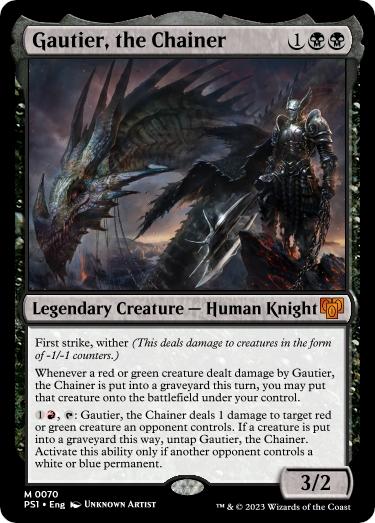 Gautier, the Chainer 1
Legendary Creature — Human Knight
First strike, wither (This deals damage to creatures in the form
of -1/-1 counters.)
Whenever a red or green creature dealt damage by Gautier,
the Chainer is put into a graveyard this turn, you may put
that creature onto the battlefield under your control.
1, : Gautier, the Chainer deals 1 damage to target red
or green creature an opponent controls. If a creature is put
into a graveyard this way, untap Gautier, the Chainer.
Activate this ability only if another opponent controls a
white or blue permanent.
3/2
M 0070
PS1 • Eng Unknown Artist
™ & © 2023 Wizards of the Coast